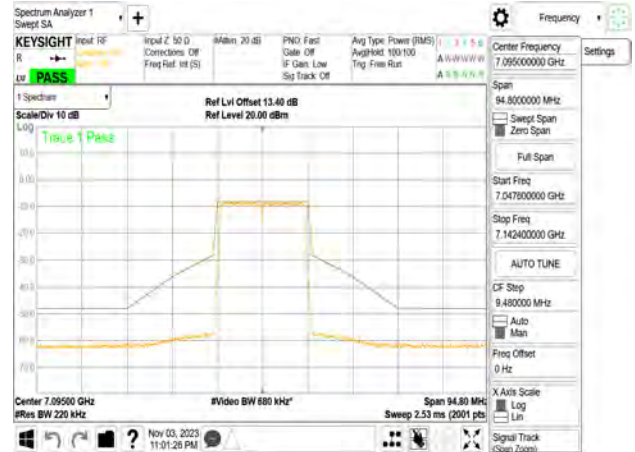 Spectrum Analyzer 1
Swept SA
Frequency
KEYSIGHT
Input: RF
Input Z: 50 Ω
Corrections: Off
Freq Ref: Int (S)
#Atten: 20 dB
PNO: Fast
Gate: Off
IF Gain: Low
Sig Track: Off
Avg Type: Power (RMS)
Avg|Hold: 100/100
Trig: Free Run
R
PASS
1 Spectrum
Scale/Div 10 dB
Ref Lvl Offset 13.40 dB
Ref Level 20.00 dBm
Log
Trace 1 Pass
Center 7.09500 GHz
#Res BW 220 kHz
#Video BW 680 kHz*
Span 94.80 MHz
Sweep 2.53 ms (2001 pts
Nov 03, 2023
11:01:26 PM
Center Frequency
7.095000000 GHz
Settings
Span
94.8000000 MHz
Swept Span
Zero Span
Full Span
Start Freq
7.047600000 GHz
Stop Freq
7.142400000 GHz
AUTO TUNE
CF Step
9.480000 MHz
Auto
Man
Freq Offset
0 Hz
X Axis Scale
Log
Lin
Signal Track
(Span Zoom)